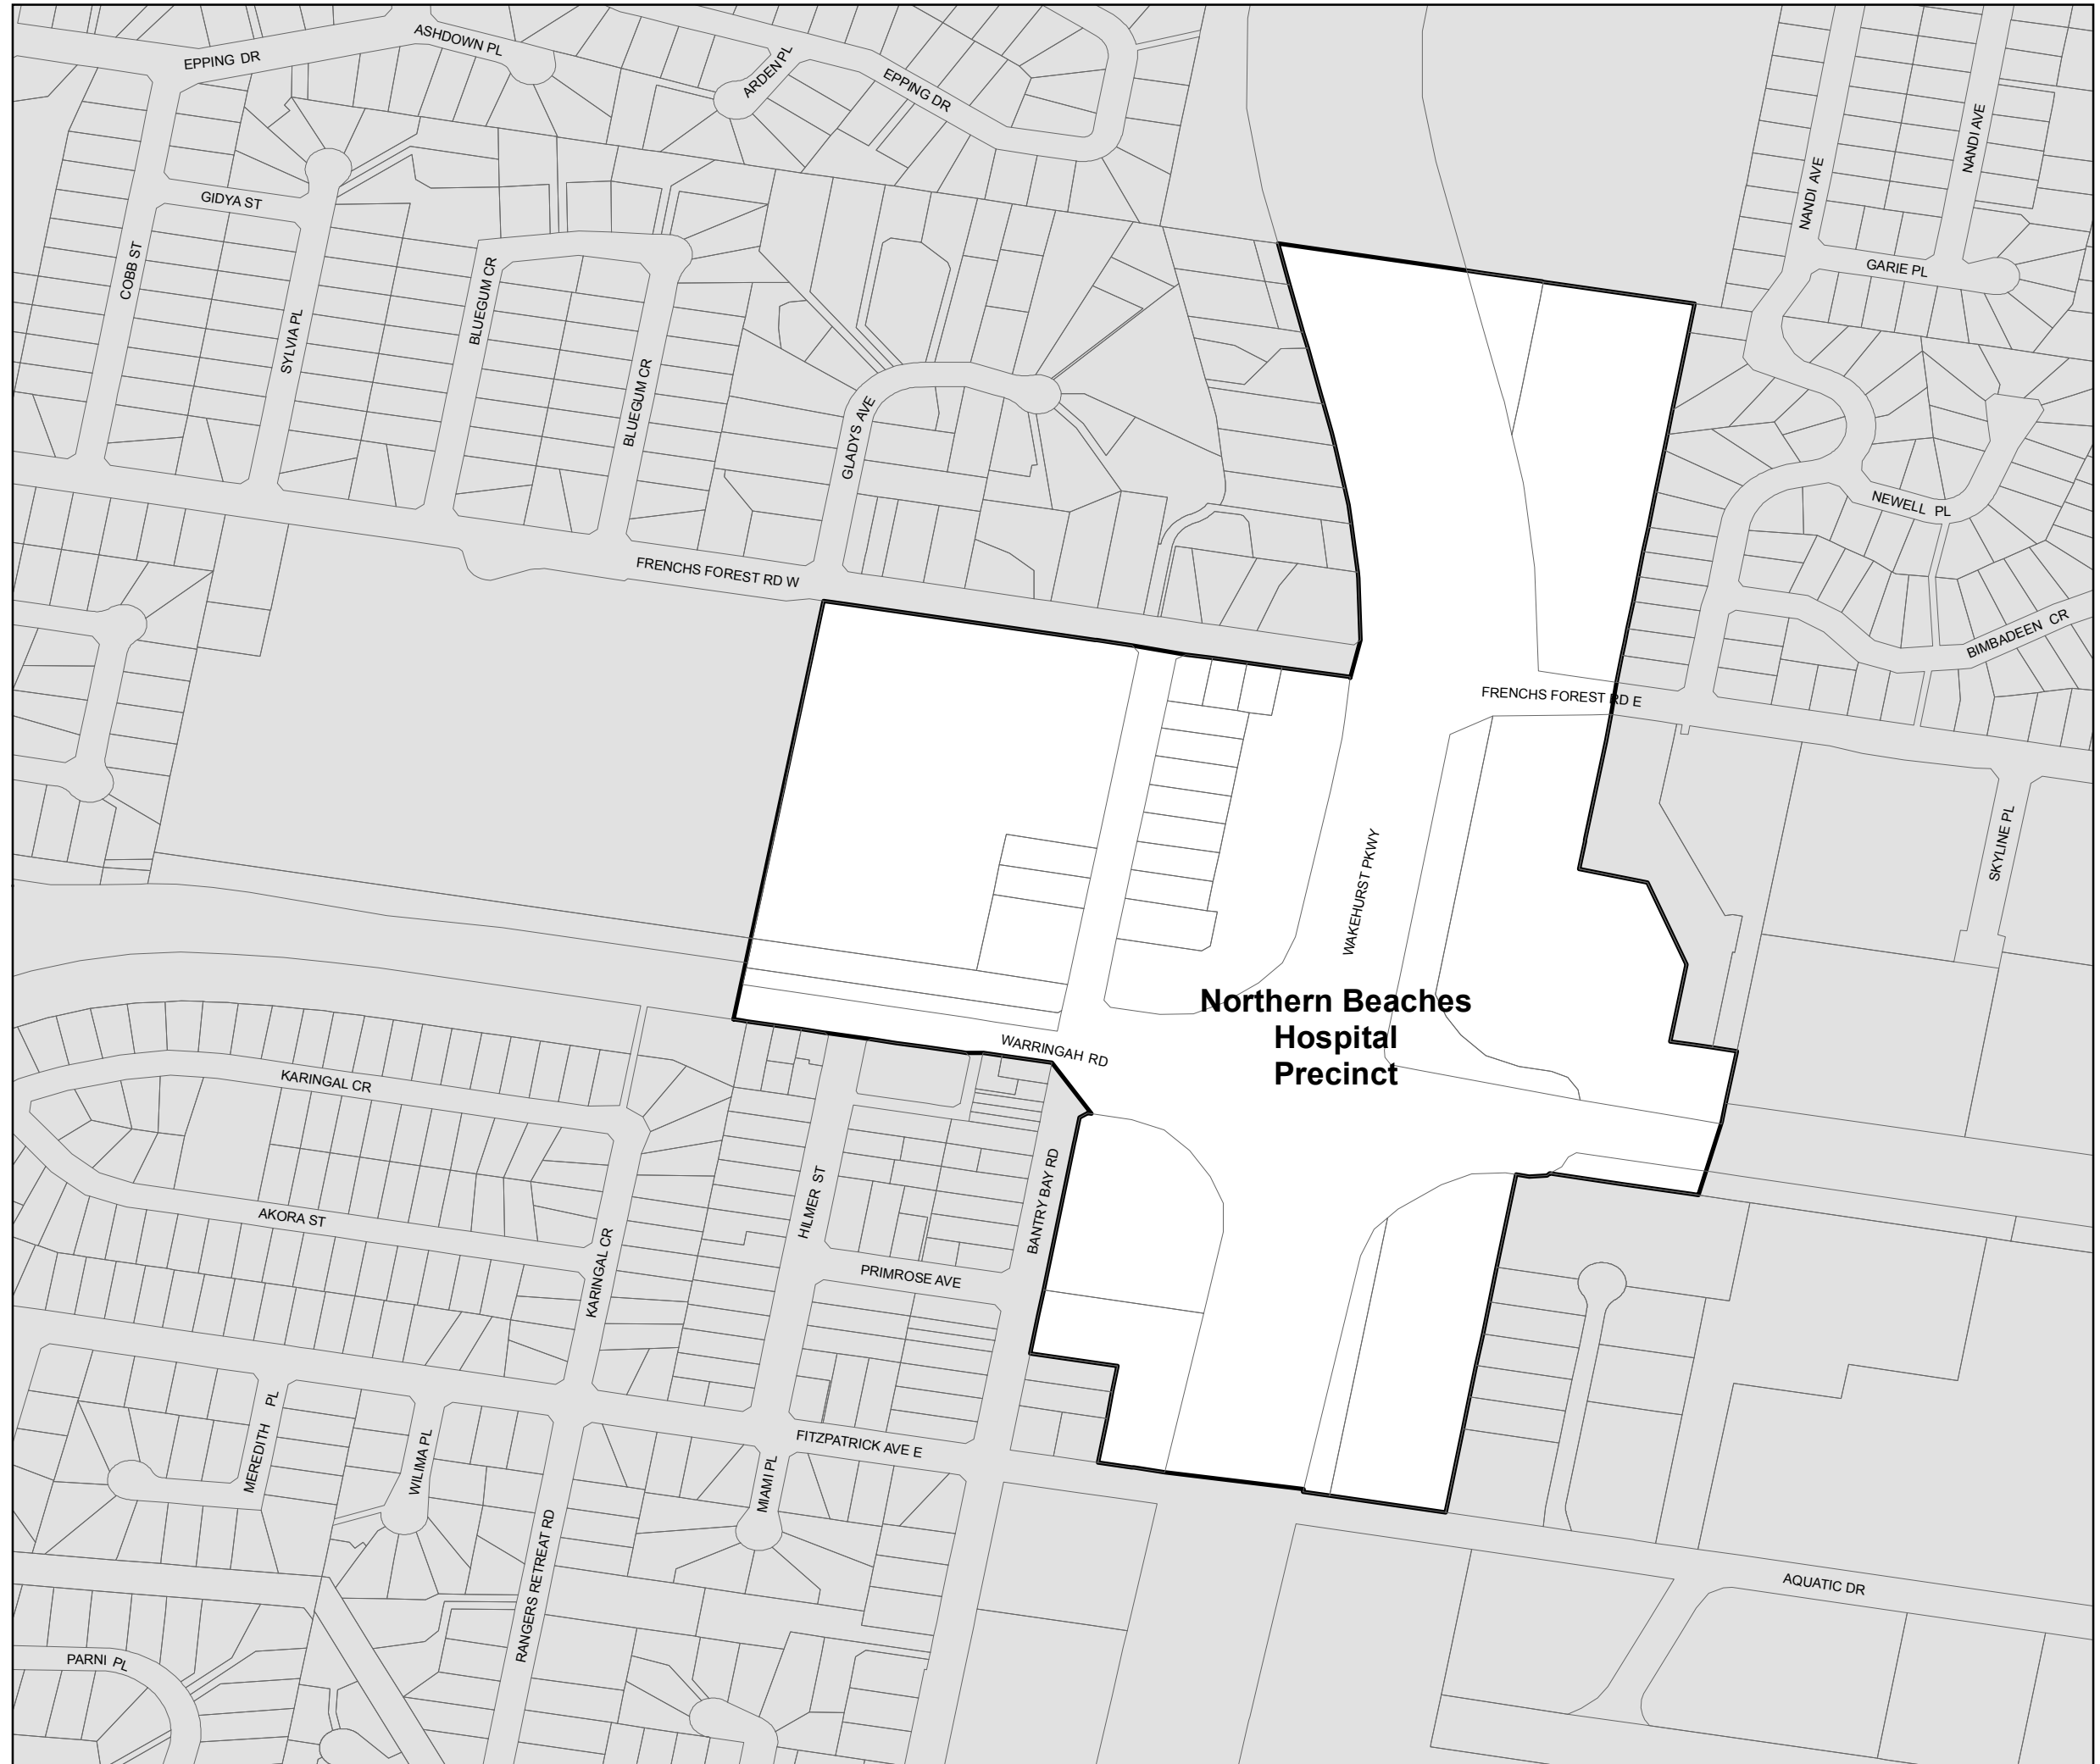 ASHDOWN PL
EPPING DR
ARDEN PL
EPPING DR
NANDI AVE
NANDI AVE
GIDYA ST
COBB ST
GARIE PL
BLUEGUM CR
SYLVIA PL
BLUEGUM CR
GLADYS AVE
NEWELL PL
FRENCHS FOREST RD W
BIMBADEEN CR
FRENCHS FOREST RD E
SKYLINE PL
WAKEHURST PKWY
Northern Beaches
Hospital
Precinct
WARRINGAH RD
KARINGAL CR
HILMER ST
BANTRY BAY RD
AKORA ST
KARINGAL CR
PRIMROSE AVE
MEREDITH PL
WILIMA PL
FITZPATRICK AVE E
MIAMI PL
RANGERS RETREAT RD
AQUATIC DR
PARNI PL